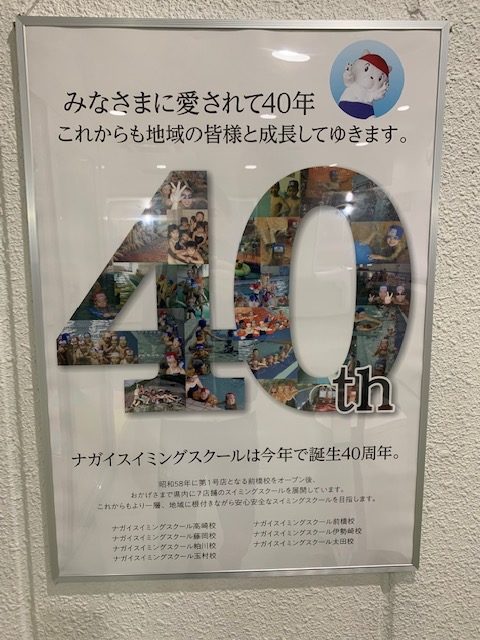 みなさまに愛されて40年
これからも地域の皆様と成長してゆきます。
40th
ナガイスイミングスクールは今年で誕生40周年。
昭和58年に第1号店となる前橋校をオープン後、
おかげさまで県内に7店舗のスイミングスクールを展開しています。
これからもより一層、地域に根付きながら安心安全なスイミングスクールを目指します。
ナガイスイミングスクール高崎校
ナガイスイミングスクール藤岡校
ナガイスイミングスクール粕川校
ナガイスイミングスクール玉村校
ナガイスイミングスクール前橋校
ナガイスイミングスクール伊勢崎校
ナガイスイミングスクール太田校